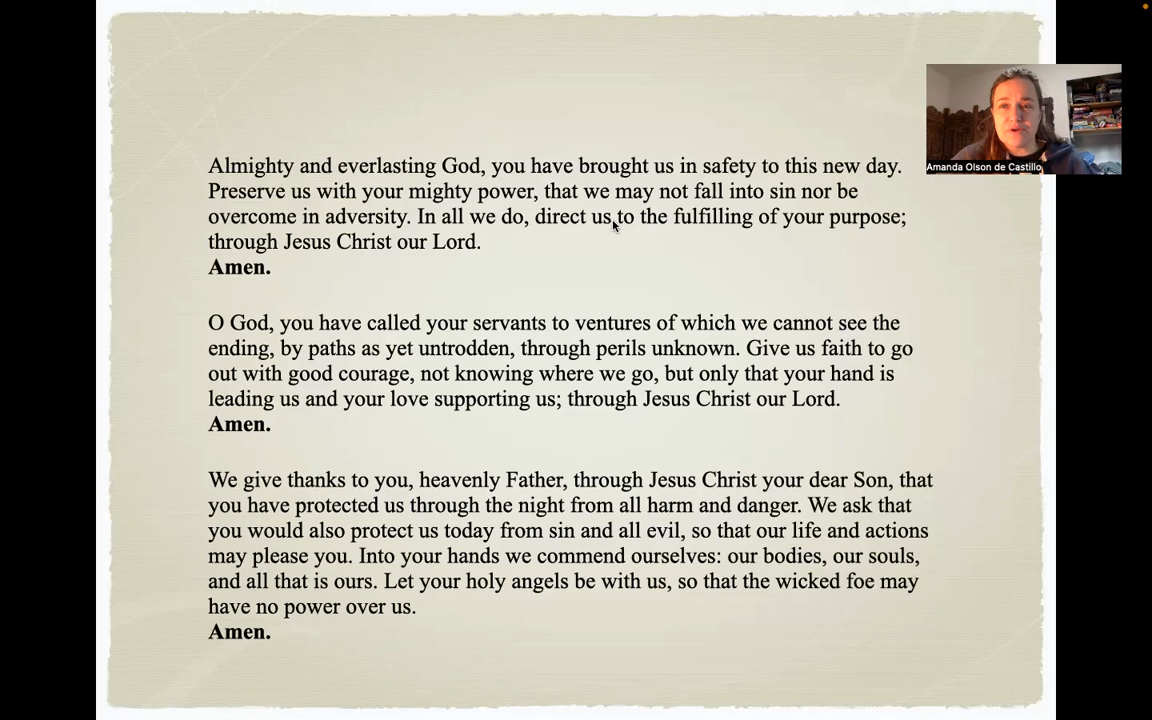 Almighty and everlasting God, you have brought us in safety to this new day.
Preserve us with your mighty power, that we may not fall into sin nor be
overcome in adversity. In all we do, direct us to the fulfilling of your purpose;
through Jesus Christ our Lord.
Amen.
O God, you have called your servants to ventures of which we cannot see the
ending, by paths as yet untrodden, through perils unknown. Give us faith to go
out with good courage, not knowing where we go, but only that your hand is
leading us and your love supporting us; through Jesus Christ our Lord.
Amen.
We give thanks to you, heavenly Father, through Jesus Christ your dear Son, that
you have protected us through the night from all harm and danger. We ask that
you would also protect us today from sin and all evil, so that our life and actions
may please you. Into your hands we commend ourselves: our bodies, our souls,
and all that is ours. Let your holy angels be with us, so that the wicked foe may
have no power over us.
Amen.
Amanda Olson de Castillo